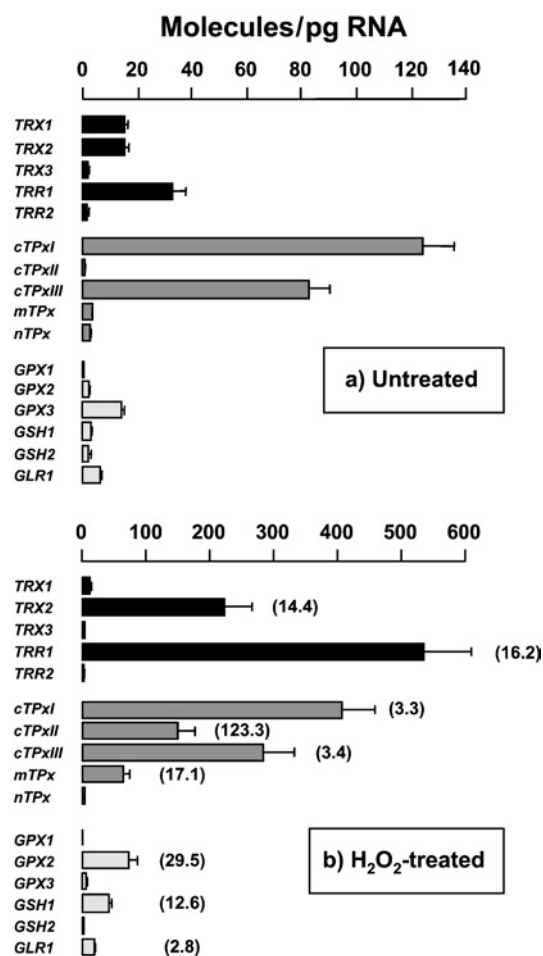 Molecules/pg RNA
0 20 40 60 80 100 120 140
TRX1
TRX2
TRX3
TRR1
TRR2
cTPxI
cTPxII
cTPxIII
mTPx
nTPx
GPX1
GPX2
GPX3
GSH1
GSH2
GLR1
a) Untreated
0 100 200 300 400 500 600
TRX1
TRX2 (14.4)
TRX3
TRR1 (16.2)
TRR2
cTPxI (3.3)
cTPxII (123.3)
cTPxIII (3.4)
mTPx (17.1)
nTPx
GPX1
GPX2 (29.5)
GPX3
GSH1 (12.6)
GSH2
GLR1 (2.8)
b) H₂O₂-treated